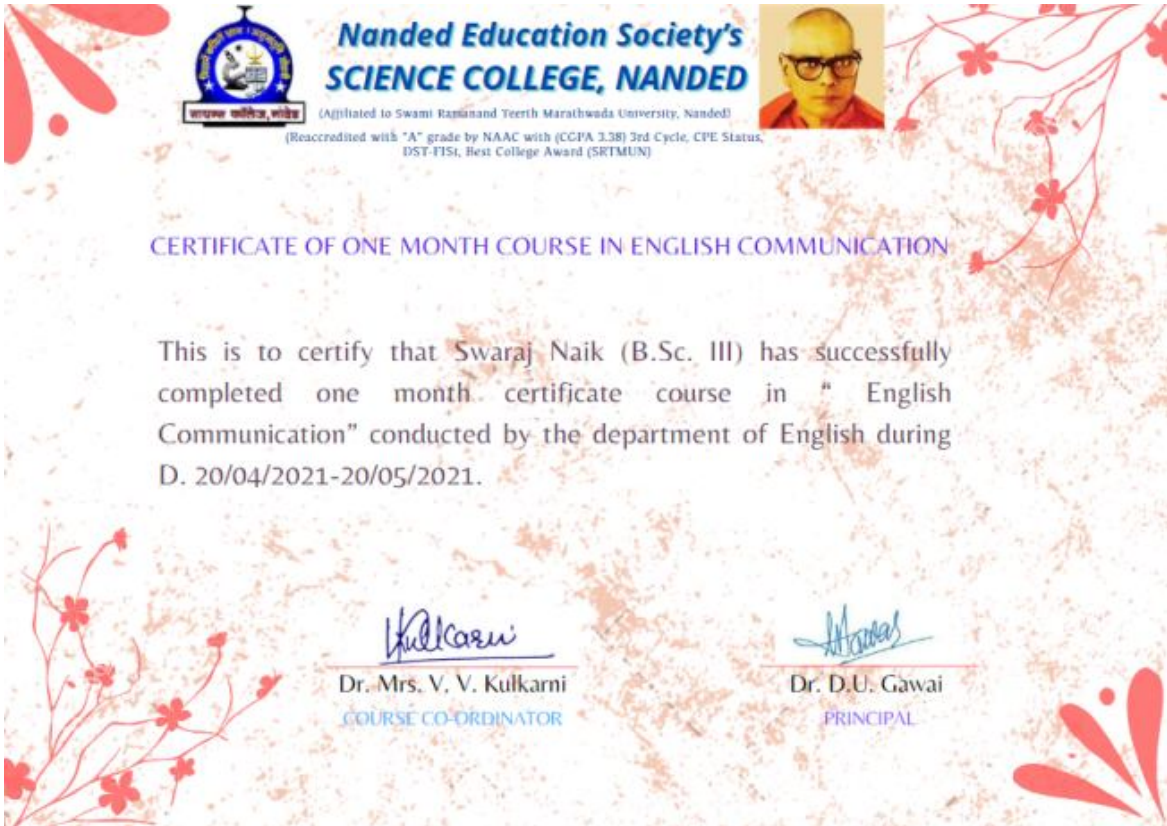 Nanded Education Society's
SCIENCE COLLEGE, NANDED
(Affiliated to Swami Ramanand Teerth Marathwada University, Nanded)
(Reaccredited with "A" grade by NAAC with (CGPA 3.38) 3rd Cycle, CPE Status,
DST-FISt, Best College Award (SRTMUN)
सायन्स कॉलेज, नांदेड
CERTIFICATE OF ONE MONTH COURSE IN ENGLISH COMMUNICATION
This is to certify that Swaraj Naik (B.Sc. III) has successfully
completed one month certificate course in “ English
Communication” conducted by the department of English during
D. 20/04/2021-20/05/2021.
Kulkarni
Dr. Mrs. V. V. Kulkarni
Dr. D.U. Gawai
COURSE CO-ORDINATOR
PRINCIPAL